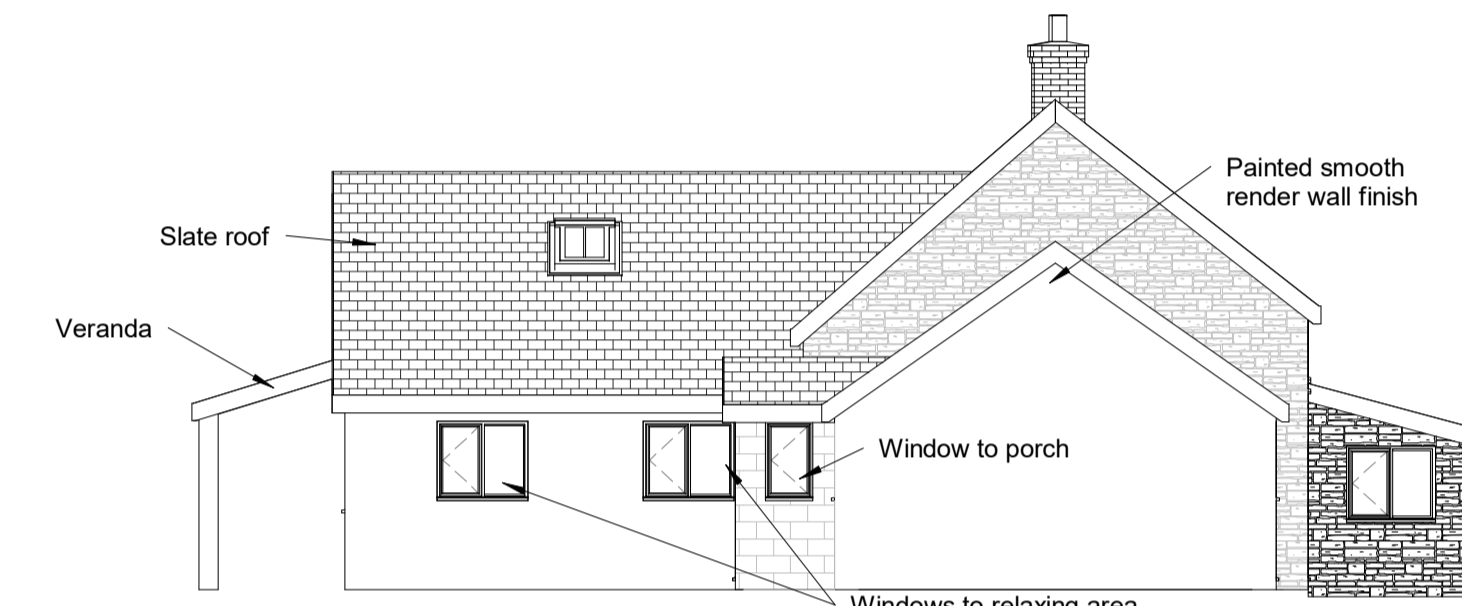 Painted smooth
render wall finish
Slate roof
Veranda
Window to porch
Windows to relaxing area